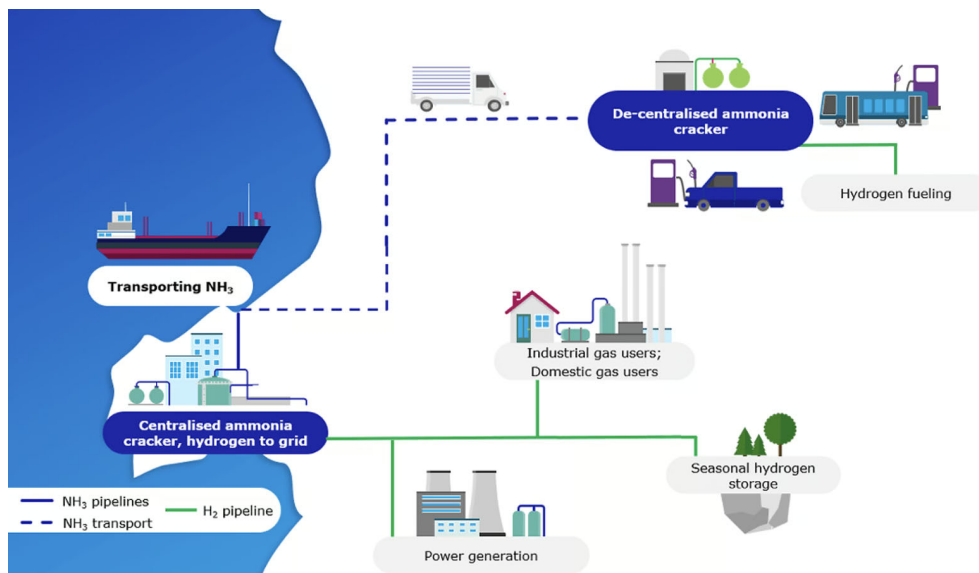 De-centralised ammonia
cracker
Hydrogen fueling
Transporting NH₃
Industrial gas users;
Domestic gas users
Centralised ammonia
cracker, hydrogen to grid
Seasonal hydrogen
storage
NH₃ pipelines
NH₃ transport
H₂ pipeline
Power generation